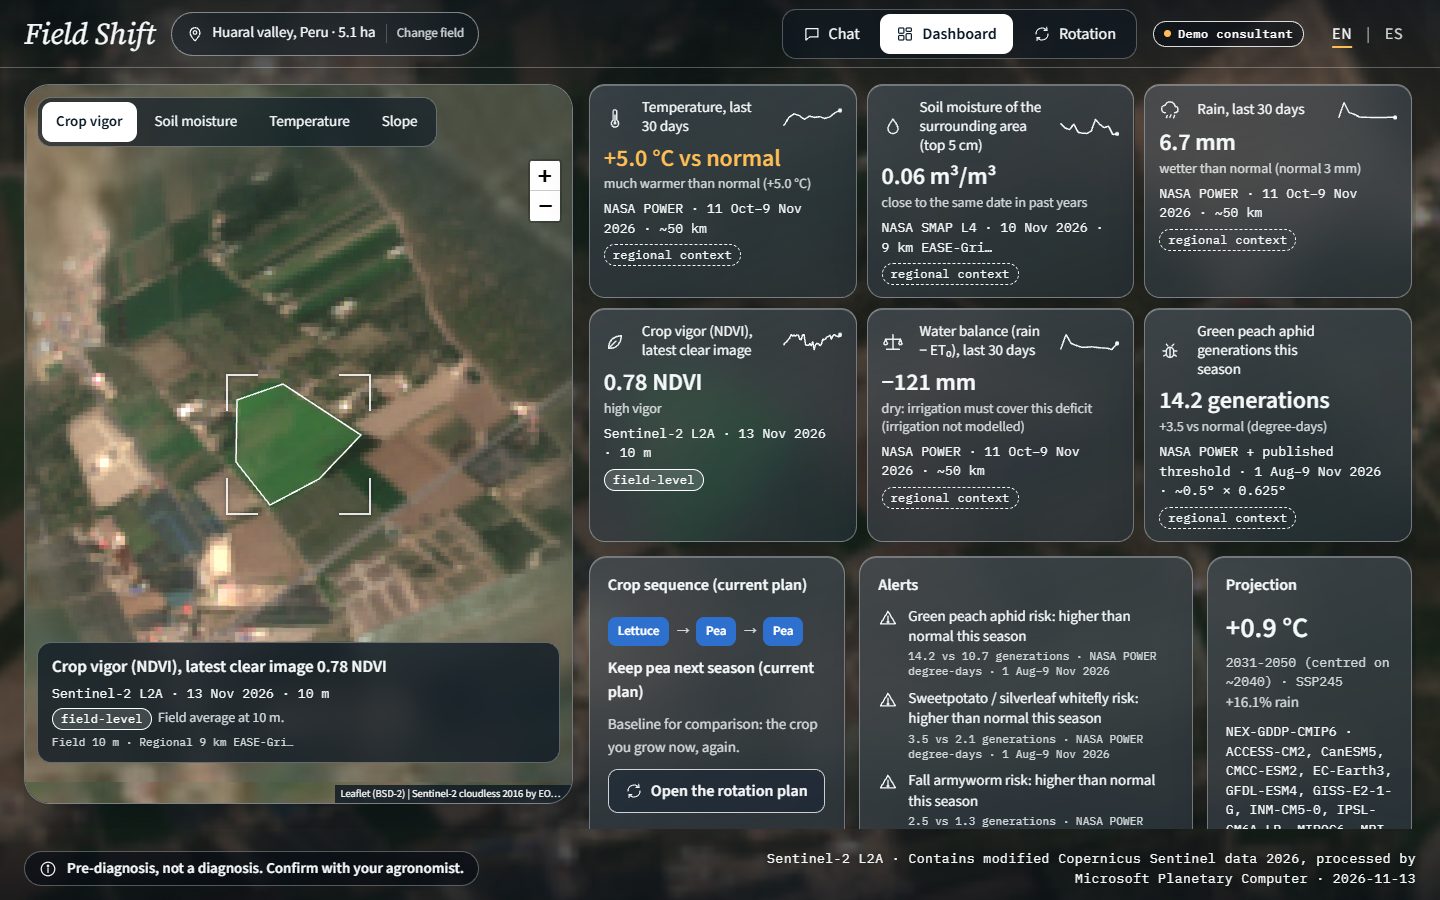 Field Shift
Huaral valley, Peru · 5.1 ha
Change field
Chat
Dashboard
Rotation
Demo consultant
EN | ES
Crop vigor
Soil moisture
Temperature
Slope
+
−
Crop vigor (NDVI), latest clear image 0.78 NDVI
Sentinel-2 L2A · 13 Nov 2026 · 10 m
field-level Field average at 10 m.
Field 10 m · Regional 9 km EASE-Gri…
Leaflet (BSD-2) | Sentinel-2 cloudless 2016 by EO…
Temperature, last
30 days
+5.0 °C vs normal
much warmer than normal (+5.0 °C)
NASA POWER · 11 Oct–9 Nov
2026 · ~50 km
regional context
Soil moisture of the
surrounding area
(top 5 cm)
0.06 m³/m³
close to the same date in past years
NASA SMAP L4 · 10 Nov 2026 ·
9 km EASE-Gri…
regional context
Rain, last 30 days
6.7 mm
wetter than normal (normal 3 mm)
NASA POWER · 11 Oct–9 Nov
2026 · ~50 km
regional context
Crop vigor (NDVI),
latest clear image
0.78 NDVI
high vigor
Sentinel-2 L2A · 13 Nov 2026
· 10 m
field-level
Water balance (rain
− ET₀), last 30 days
−121 mm
dry: irrigation must cover this deficit
(irrigation not modelled)
NASA POWER · 11 Oct–9 Nov
2026 · ~50 km
regional context
Green peach aphid
generations this
season
14.2 generations
+3.5 vs normal (degree-days)
NASA POWER + published
threshold · 1 Aug–9 Nov 2026
· ~0.5° × 0.625°
regional context
Crop sequence (current plan)
Lettuce → Pea → Pea
Keep pea next season (current
plan)
Baseline for comparison: the crop
you grow now, again.
Open the rotation plan
Alerts
Green peach aphid risk: higher than
normal this season
14.2 vs 10.7 generations · NASA POWER
degree-days · 1 Aug–9 Nov 2026
Sweetpotato / silverleaf whitefly risk:
higher than normal this season
3.5 vs 2.1 generations · NASA POWER
degree-days · 1 Aug–9 Nov 2026
Fall armyworm risk: higher than normal
this season
2.5 vs 1.3 generations · NASA POWER
Projection
+0.9 °C
2031-2050 (centred on
~2040) · SSP245
+16.1% rain
NEX-GDDP-CMIP6 ·
ACCESS-CM2, CanESM5,
CMCC-ESM2, EC-Earth3,
GFDL-ESM4, GISS-E2-1-
G, INM-CM5-0, IPSL-
CM6A-LR, MIROC6, MPI
Pre-diagnosis, not a diagnosis. Confirm with your agronomist.
Sentinel-2 L2A · Contains modified Copernicus Sentinel data 2026, processed by
Microsoft Planetary Computer · 2026-11-13